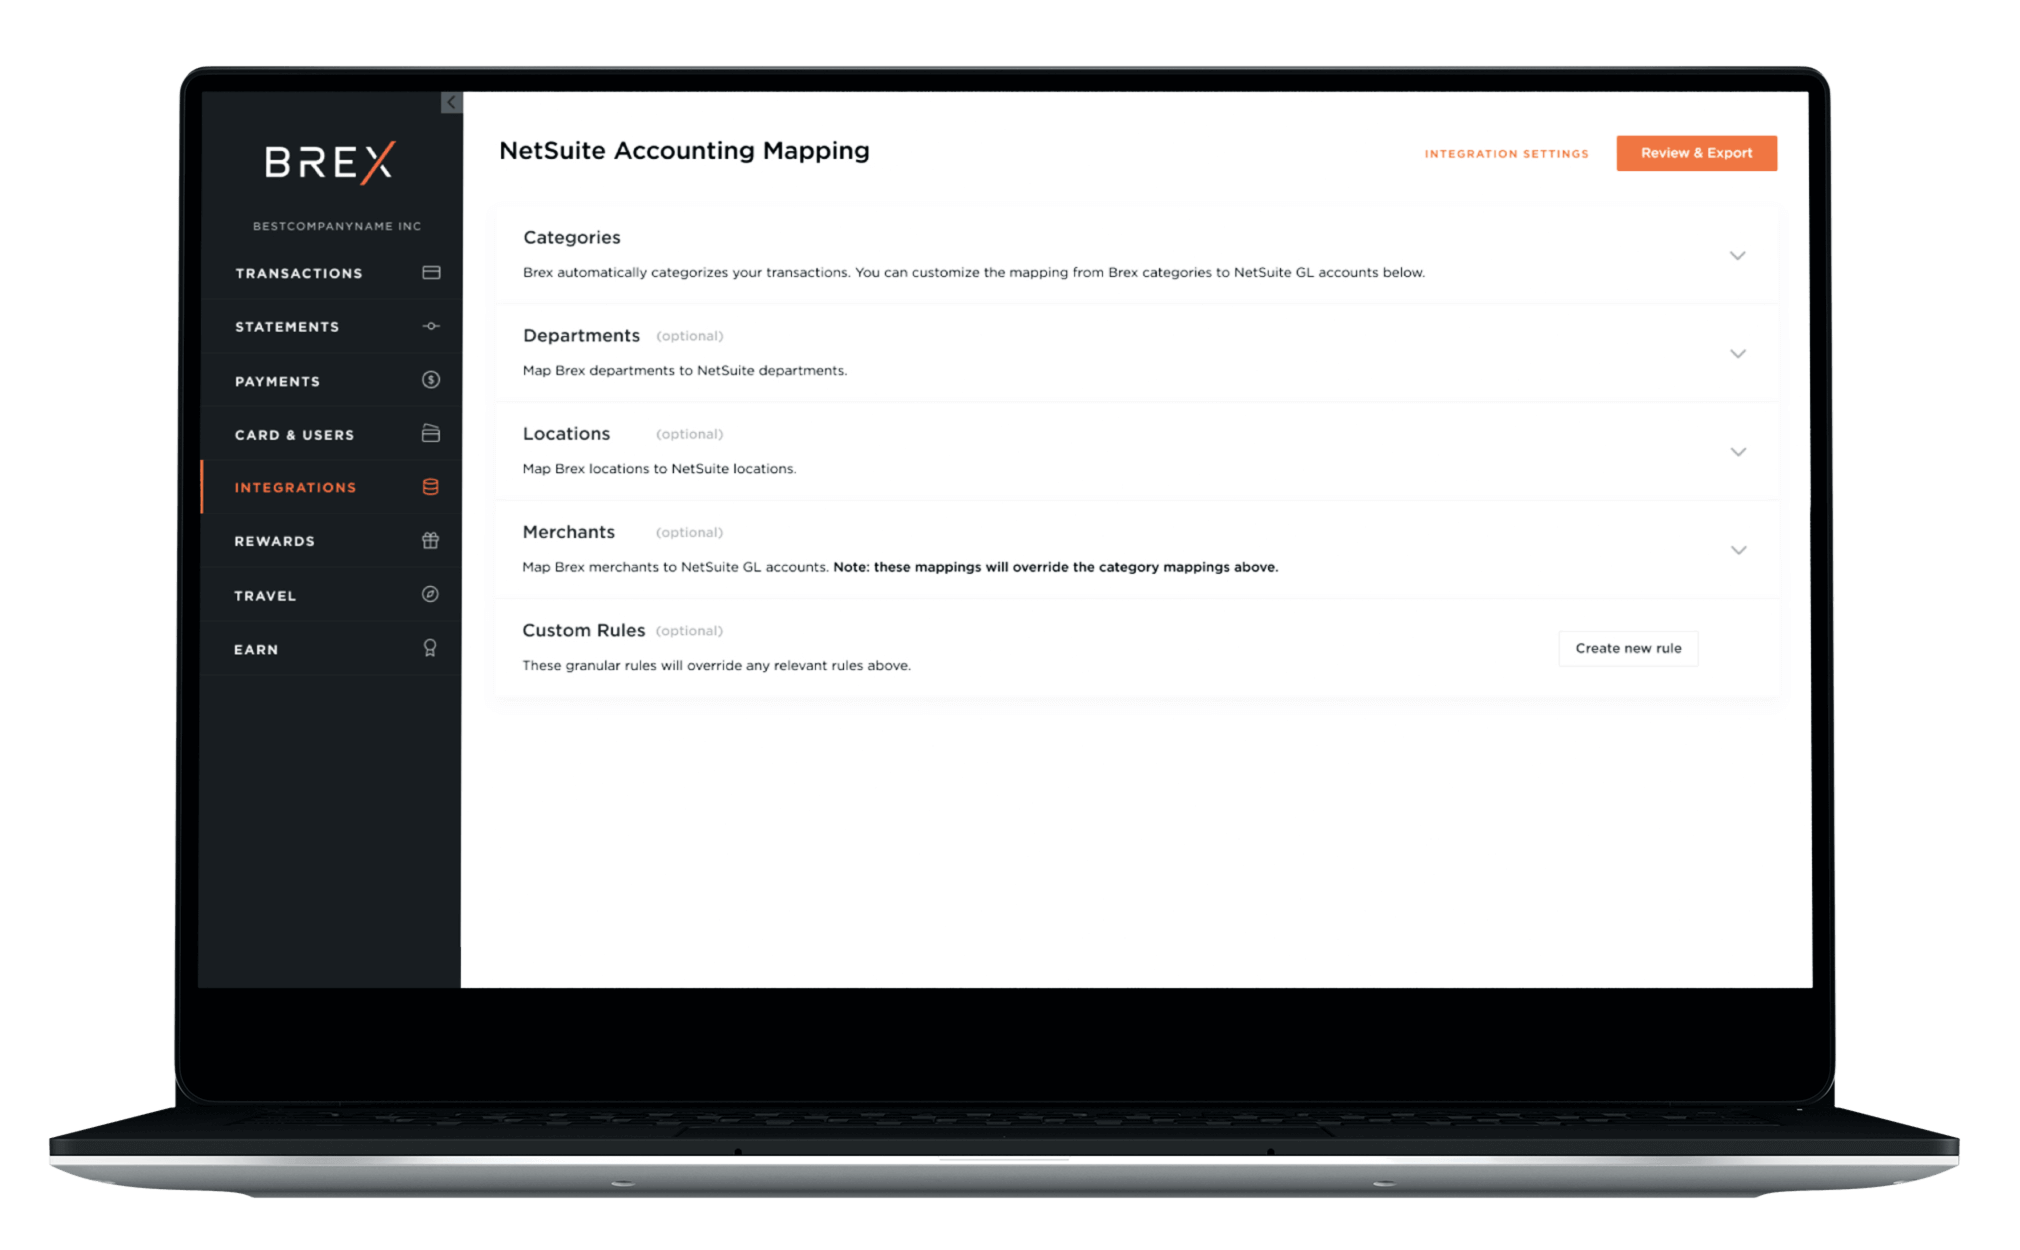 BREX
BESTCOMPANYNAME INC
TRANSACTIONS
STATEMENTS
PAYMENTS
CARD & USERS
INTEGRATIONS
REWARDS
TRAVEL
EARN
NetSuite Accounting Mapping
INTEGRATION SETTINGS
Review & Export
Categories
Brex automatically categorizes your transactions. You can customize the mapping from Brex categories to NetSuite GL accounts below.
Departments (optional)
Map Brex departments to NetSuite departments.
Locations (optional)
Map Brex locations to NetSuite locations.
Merchants (optional)
Map Brex merchants to NetSuite GL accounts. Note: these mappings will override the category mappings above.
Custom Rules (optional)
These granular rules will override any relevant rules above.
Create new rule